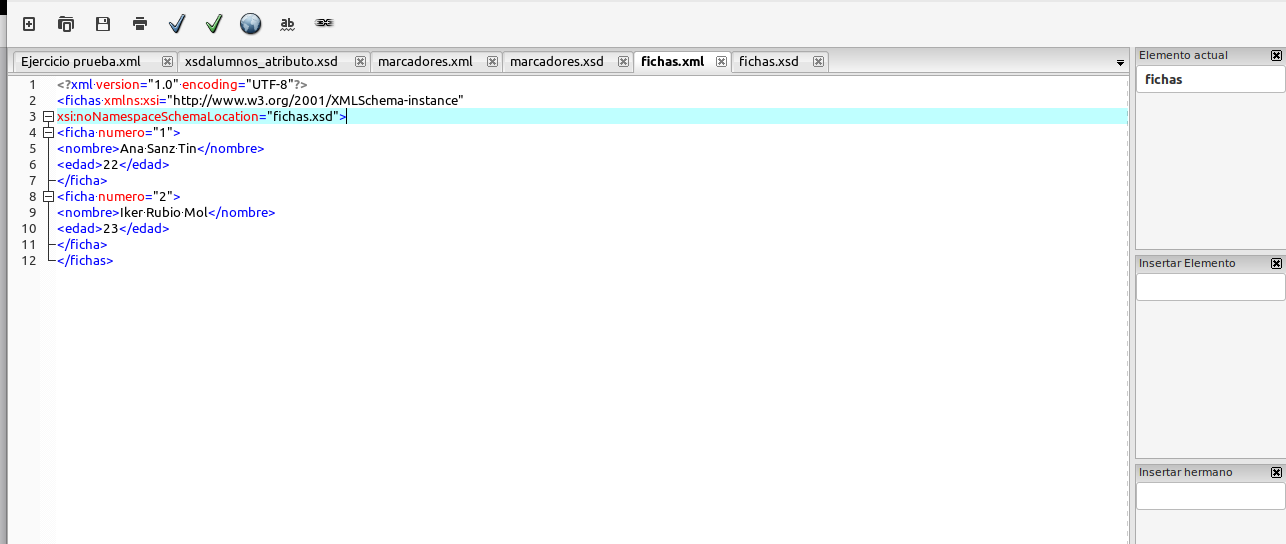 Ejercicio prueba.xml xsdalumnos_atributo.xsd marcadores.xml marcadores.xsd fichas.xml fichas.xsd
1 <?xml version="1.0" encoding="UTF-8"?>
2 <fichas xmlns:xsi="http://www.w3.org/2001/XMLSchema-instance"
3 xsi:noNamespaceSchemaLocation="fichas.xsd">
4 <ficha numero="1">
5 <nombre>Ana Sanz Tin</nombre>
6 <edad>22</edad>
7 </ficha>
8 <ficha numero="2">
9 <nombre>Iker Rubio Mol</nombre>
10 <edad>23</edad>
11 </ficha>
12 </fichas>
Elemento actual
fichas
Insertar Elemento
Insertar hermano